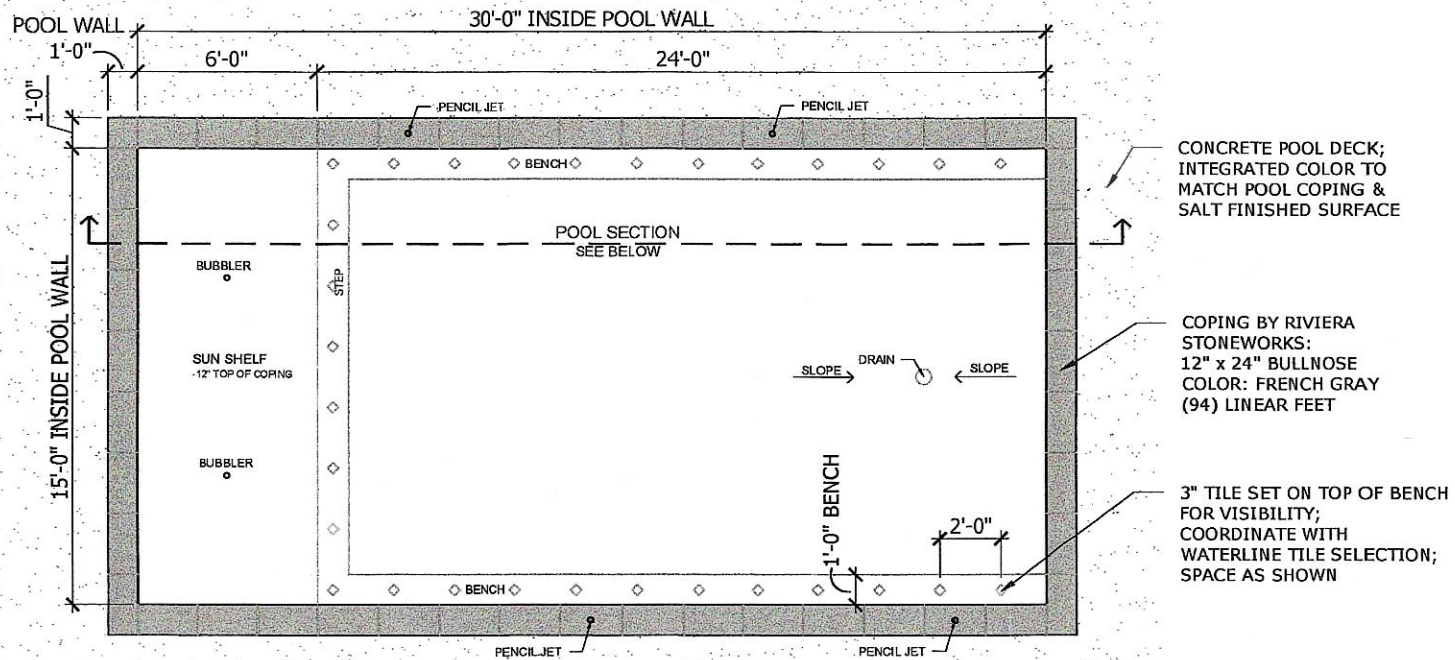 30'-0" INSIDE POOL WALL
POOL WALL
1'-0"
6'-0"
24'-0"
1'-0"
PENCIL JET
PENCIL JET
BENCH
CONCRETE POOL DECK;
INTEGRATED COLOR TO
MATCH POOL COPING &
SALT FINISHED SURFACE
POOL SECTION
SEE BELOW
BUBBLER
STEP
15'-0" INSIDE POOL WALL
SUN SHELF
-12" TOP OF COPING
SLOPE
DRAIN
SLOPE
COPING BY RIVIERA
STONEWORKS:
12" x 24" BULLNOSE
COLOR: FRENCH GRAY
(94) LINEAR FEET
BUBBLER
1'-0" BENCH
2'-0"
3" TILE SET ON TOP OF BENCH
FOR VISIBILITY;
COORDINATE WITH
WATERLINE TILE SELECTION;
SPACE AS SHOWN
BENCH
PENCIL JET
PENCIL JET